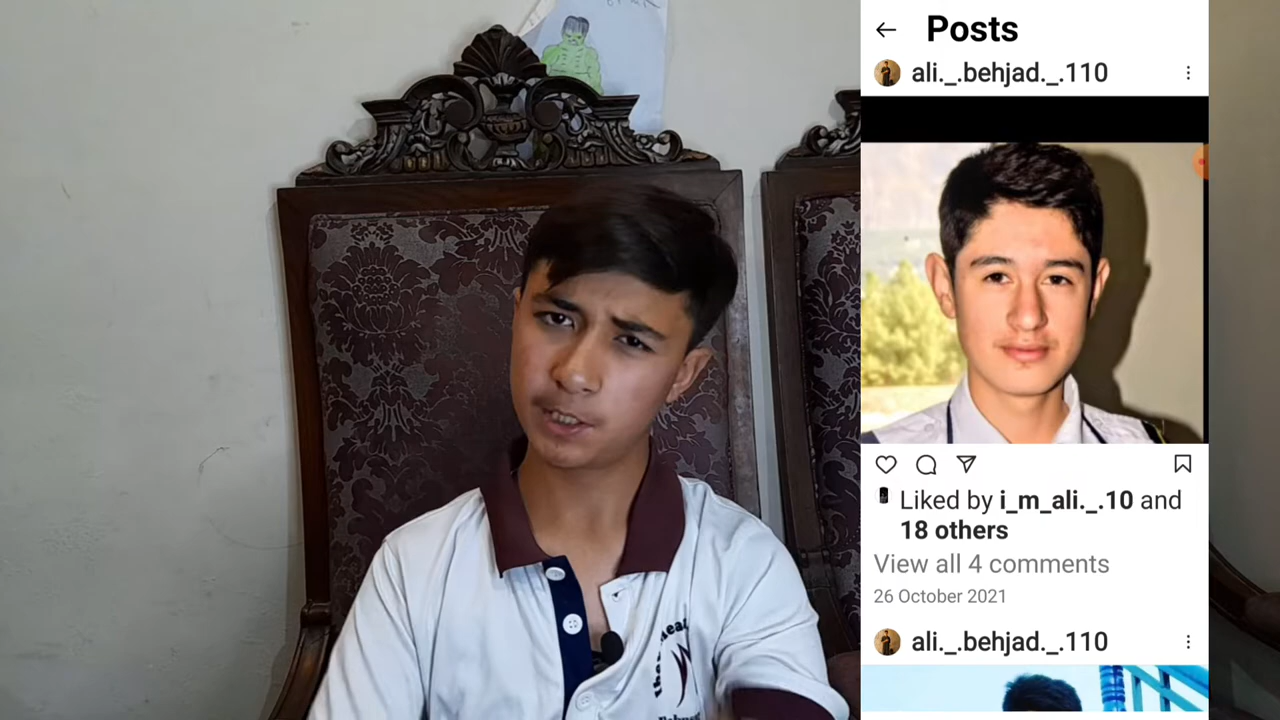 Posts
ali._.behjad._.110
Liked by i_m_ali._.10 and
18 others
View all 4 comments
26 October 2021
ali._.behjad._.110